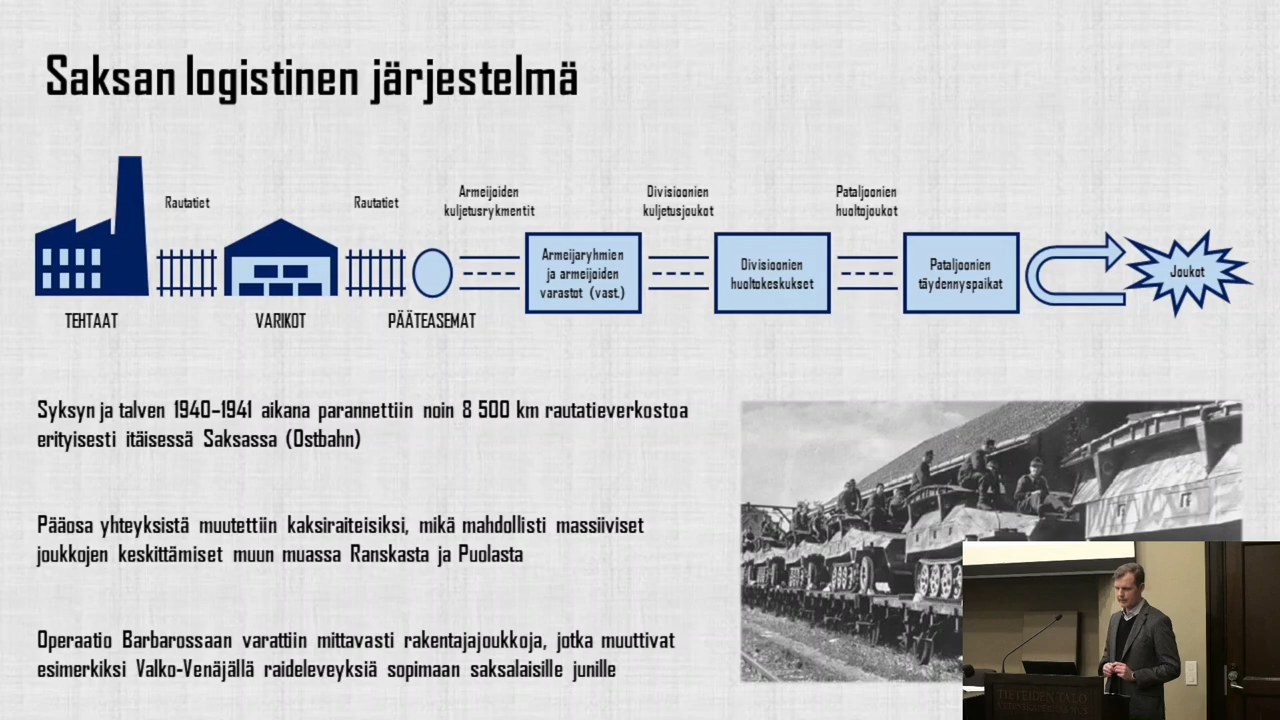 Saksan logistinen järjestelmä
Rautatiet
Rautatiet
Armeijoiden
kuljetusrykmentit
Divisioonien
kuljetusjoukot
Pataljoonien
huoltojoukot
Armeijaryhmien
ja armeijoiden
varastot (vast.)
Divisioonien
huoltokeskukset
Pataljoonien
täydennyspaikat
Joukot
TEHTAAT
VARIKOT
PÄÄTEASEMAT
Syksyn ja talven 1940–1941 aikana parannettiin noin 8 500 km rautatieverkostoa
erityisesti itäisessä Saksassa (Ostbahn)
Pääosa yhteyksistä muutettiin kaksiraiteisiksi, mikä mahdollisti massiiviset
joukkojen keskittämiset muun muassa Ranskasta ja Puolasta
Operaatio Barbarossaan varattiin mittavasti rakentajajoukkoja, jotka muuttivat
esimerkiksi Valko-Venäjällä raideleveyksiä sopimaan saksalaisille junille
TIETEIDEN TALO